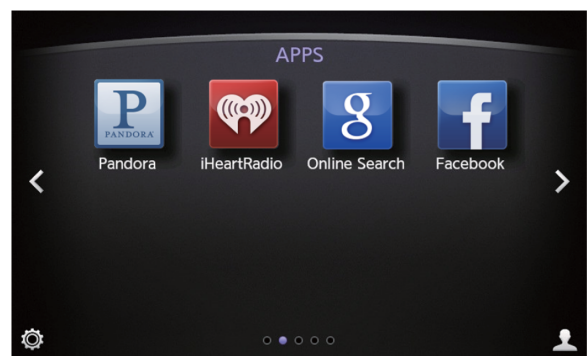 APPS
P
PANDORA
g
f
Pandora iHeartRadio Online Search Facebook